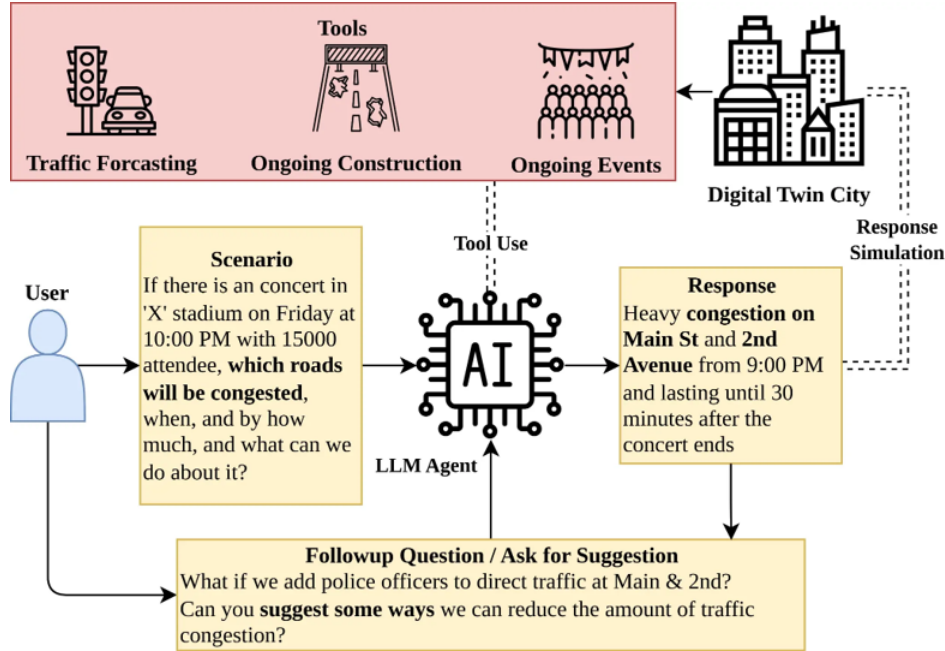 Tools
Traffic Forcasting
Ongoing Construction
Ongoing Events
Digital Twin City
Response
Simulation
Tool Use
User
Scenario
If there is an concert in
'X' stadium on Friday at
10:00 PM with 15000
attendee, which roads
will be congested,
when, and by how
much, and what can we
do about it?
AI
LLM Agent
Response
Heavy congestion on
Main St and 2nd
Avenue from 9:00 PM
and lasting until 30
minutes after the
concert ends
Followup Question / Ask for Suggestion
What if we add police officers to direct traffic at Main & 2nd?
Can you suggest some ways we can reduce the amount of traffic
congestion?